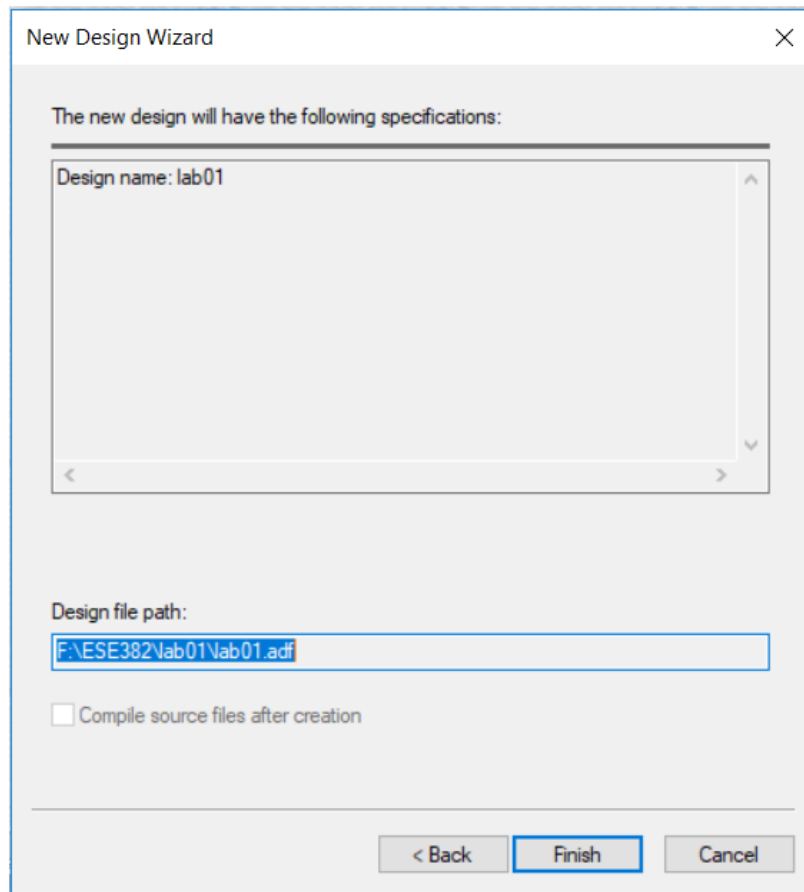 New Design Wizard
The new design will have the following specifications:
Design name: lab01
Design file path:
F:\ESE382\lab01\lab01.adf
Compile source files after creation
< Back
Finish
Cancel